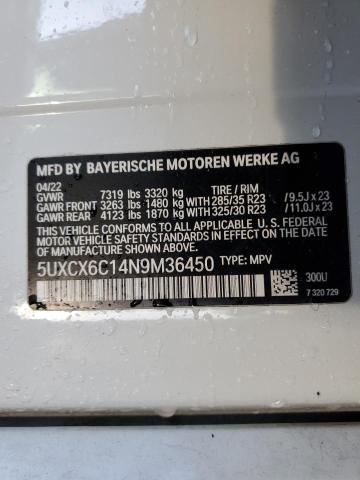 MFD BY BAYERISCHE MOTOREN WERKE AG
04/22 TIRE / RIM
GVWR 7319 lbs 3320 kg
GAWR FRONT 3263 lbs 1480 kg with 285/35 R23 / 9.5J x 23
GAWR REAR 4123 lbs 1870 kg with 325/30 R23 / 11.0J x 23
THIS VEHICLE CONFORMS TO ALL APPLICABLE U. S. FEDERAL
MOTOR VEHICLE SAFETY STANDARDS IN EFFECT ON THE DATE
OF MANUFACTURE SHOWN ABOVE.
5UXCX6C14N9M36450 TYPE: MPV
300U
7 320 729